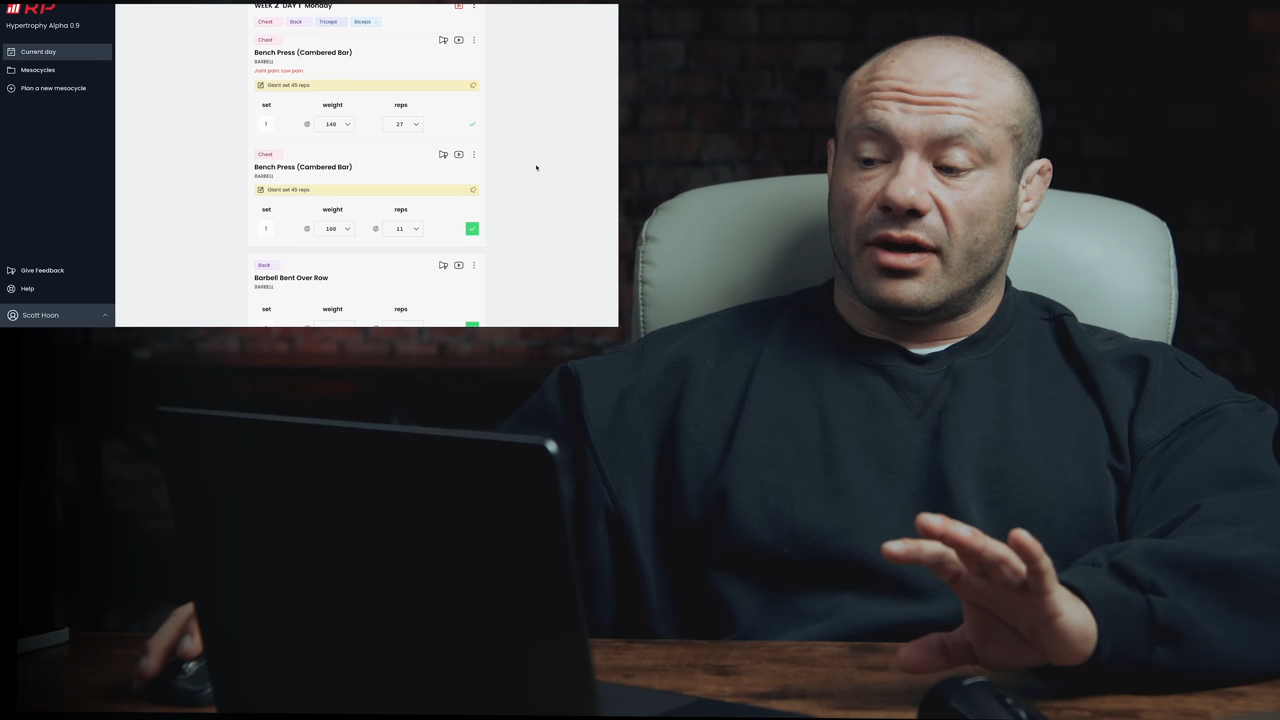 RP
Hypertrophy Alpha 0.9
Current day
Mesocycles
Plan a new mesocycle
Give Feedback
Help
Scott Hoon
WEEK 2 DAY 1 Monday
Chest Back Triceps Biceps
Chest
Bench Press (Cambered Bar)
BARBELL
Joint pain: Low pain
Giant set 45 reps
set weight reps
1 @ 140 27
Chest
Bench Press (Cambered Bar)
BARBELL
Giant set 45 reps
set weight reps
1 @ 100 @ 11
Back
Barbell Bent Over Row
BARBELL
set weight reps